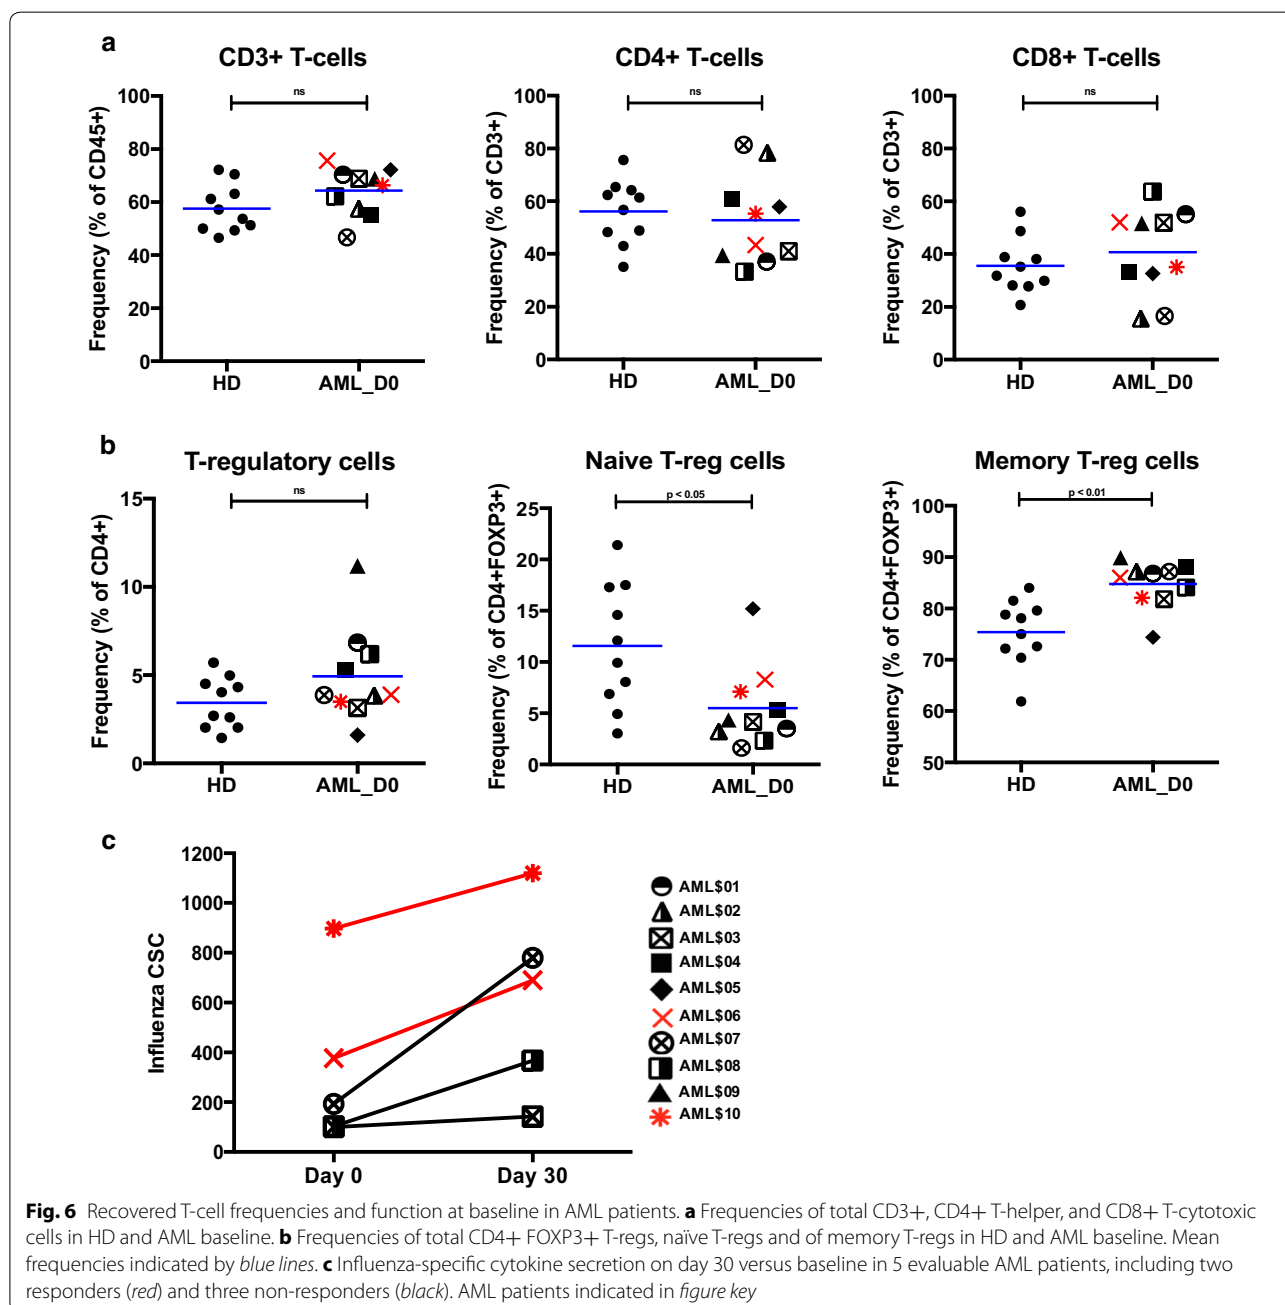 a
CD3+ T-cells
CD4+ T-cells
CD8+ T-cells
ns
ns
ns
Frequency (% of CD45+)
100
80
60
40
20
0
HD
AML_D0
Frequency (% of CD3+)
100
80
60
40
20
0
HD
AML_D0
Frequency (% of CD3+)
100
80
60
40
20
0
HD
AML_D0
b
T-regulatory cells
Naive T-reg cells
Memory T-reg cells
ns
p < 0.05
p < 0.01
Frequency (% of CD4+)
15
10
5
0
HD
AML_D0
Frequency (% of CD4+FOXP3+)
25
20
15
10
5
0
HD
AML_D0
Frequency (% of CD4+FOXP3+)
100
90
80
70
60
50
HD
AML_D0
c
Influenza CSC
1200
1000
800
600
400
200
0
Day 0
Day 30
AML$01
AML$02
AML$03
AML$04
AML$05
AML$06
AML$07
AML$08
AML$09
AML$10
Fig. 6 Recovered T-cell frequencies and function at baseline in AML patients. a Frequencies of total CD3+, CD4+ T-helper, and CD8+ T-cytotoxic
cells in HD and AML baseline. b Frequencies of total CD4+ FOXP3+ T-regs, naïve T-regs and of memory T-regs in HD and AML baseline. Mean
frequencies indicated by blue lines. c Influenza-specific cytokine secretion on day 30 versus baseline in 5 evaluable AML patients, including two
responders (red) and three non-responders (black). AML patients indicated in figure key